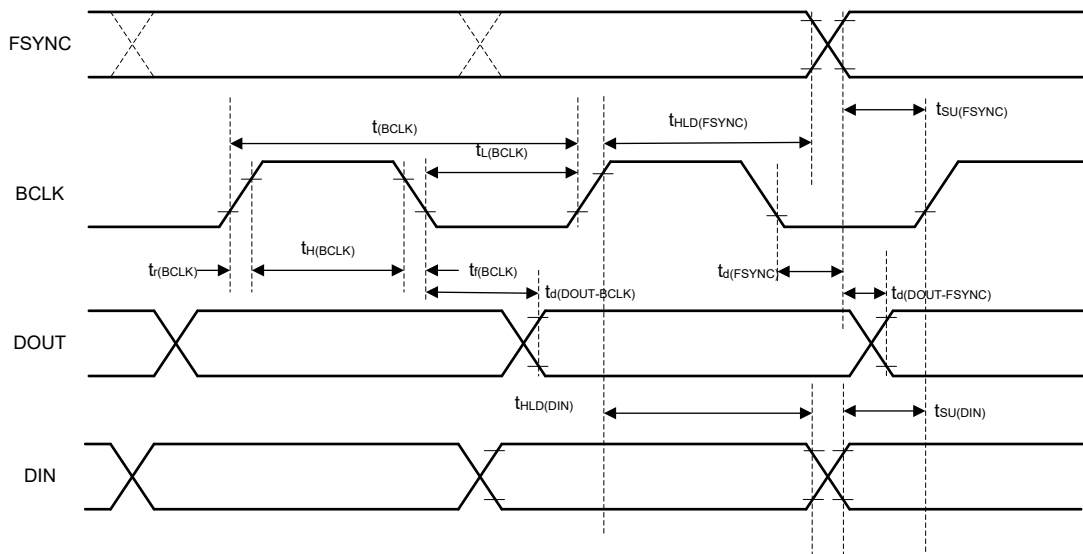 FSYNC
t(BCLK)
tHLD(FSYNC)
tSU(FSYNC)
tL(BCLK)
BCLK
tH(BCLK)
tr(BCLK)
tf(BCLK)
td(FSYNC)
td(DOUT-BCLK)
td(DOUT-FSYNC)
DOUT
tHLD(DIN)
tSU(DIN)
DIN